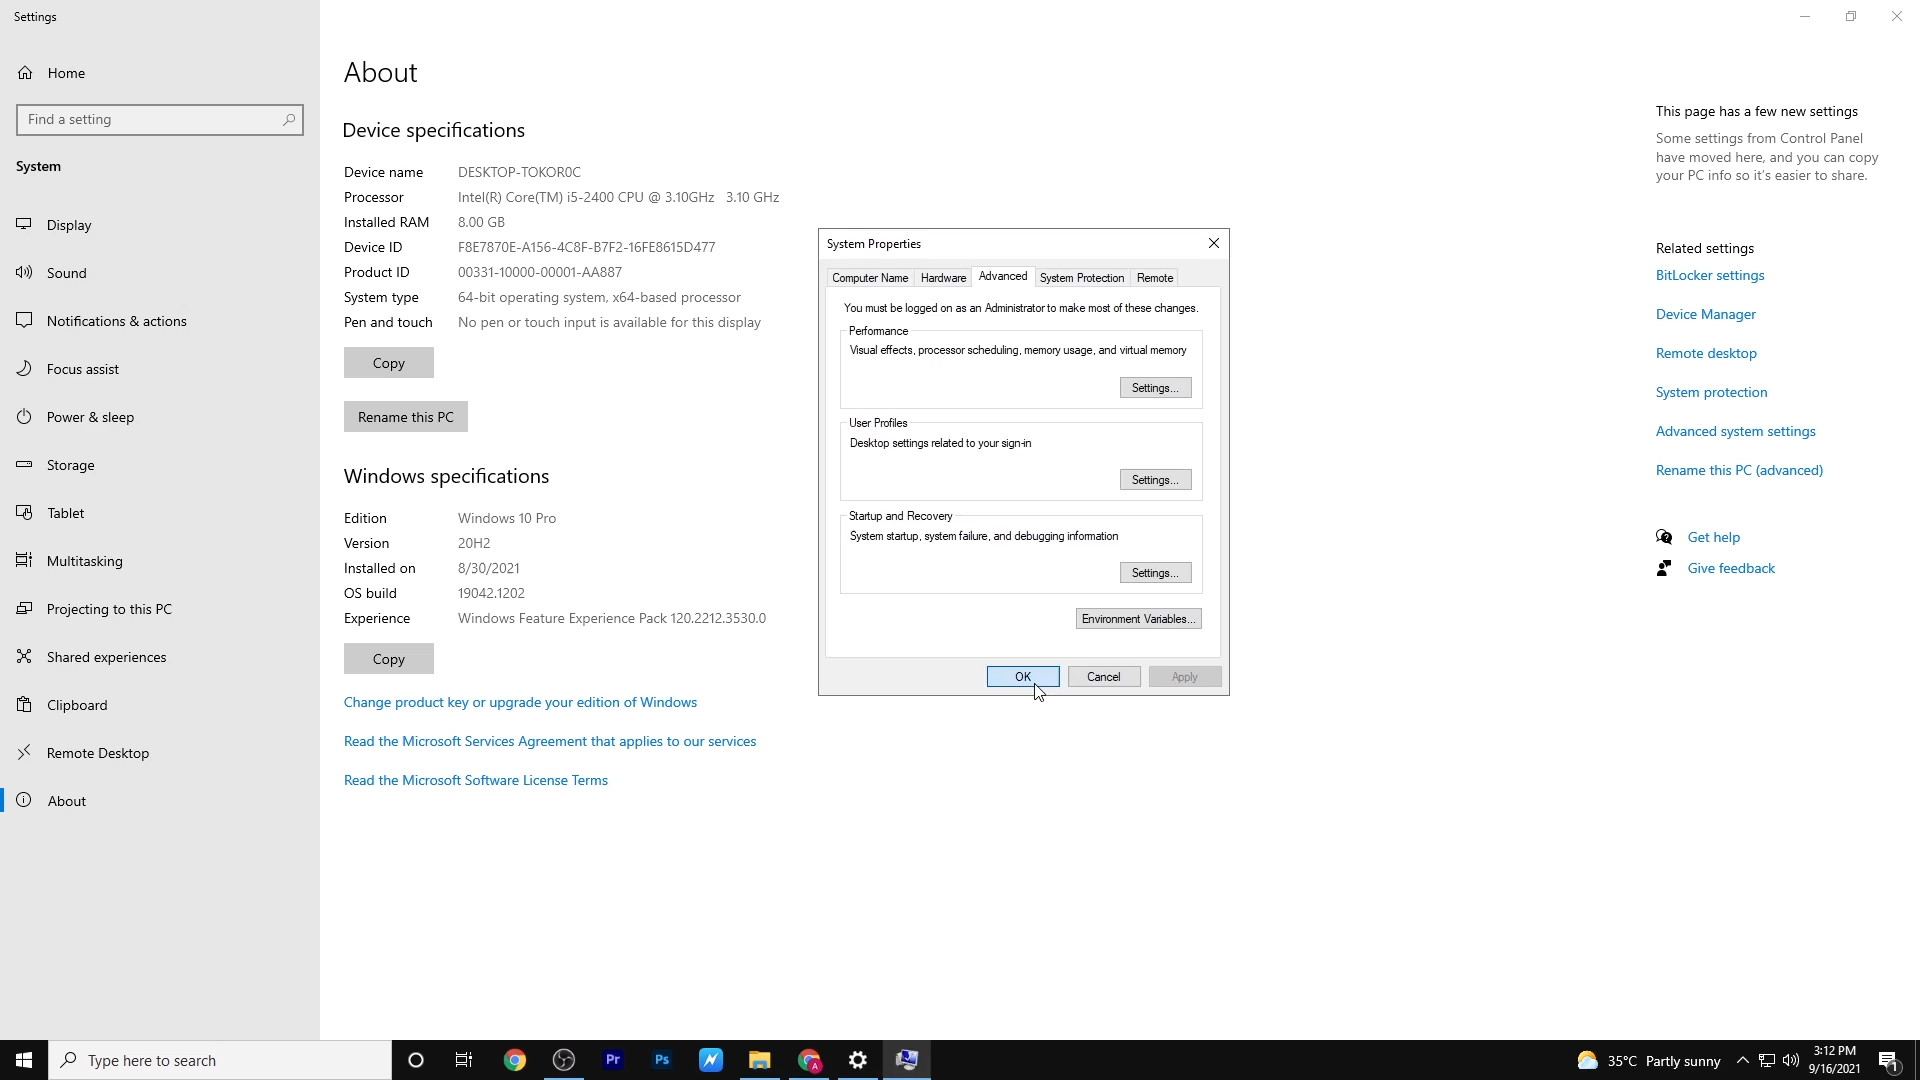 Settings
Home
Find a setting
System
Display
Sound
Notifications & actions
Focus assist
Power & sleep
Storage
Tablet
Multitasking
Projecting to this PC
Shared experiences
Clipboard
Remote Desktop
About
About
Device specifications
Device name DESKTOP-TOKOR0C
Processor Intel(R) Core(TM) i5-2400 CPU @ 3.10GHz 3.10 GHz
Installed RAM 8.00 GB
Device ID F8E7870E-A156-4C8F-B7F2-16FE8615D477
Product ID 00331-10000-00001-AA887
System type 64-bit operating system, x64-based processor
Pen and touch No pen or touch input is available for this display
Copy
Rename this PC
Windows specifications
Edition Windows 10 Pro
Version 20H2
Installed on 8/30/2021
OS build 19042.1202
Experience Windows Feature Experience Pack 120.2212.3530.0
Copy
Change product key or upgrade your edition of Windows
Read the Microsoft Services Agreement that applies to our services
Read the Microsoft Software License Terms
System Properties
Computer Name Hardware Advanced System Protection Remote
You must be logged on as an Administrator to make most of these changes.
Performance
Visual effects, processor scheduling, memory usage, and virtual memory
Settings...
User Profiles
Desktop settings related to your sign-in
Settings...
Startup and Recovery
System startup, system failure, and debugging information
Settings...
Environment Variables...
OK Cancel Apply
This page has a few new settings
Some settings from Control Panel
have moved here, and you can copy
your PC info so it's easier to share.
Related settings
BitLocker settings
Device Manager
Remote desktop
System protection
Advanced system settings
Rename this PC (advanced)
Get help
Give feedback
Type here to search
Pr
Ps
A
35°C Partly sunny
3:12 PM
9/16/2021
1